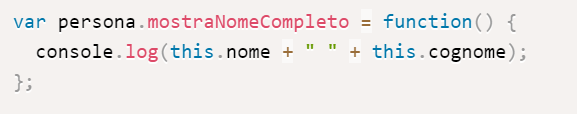 var persona.mostraNomeCompleto = function() {
  console.log(this.nome + " " + this.cognome);
};